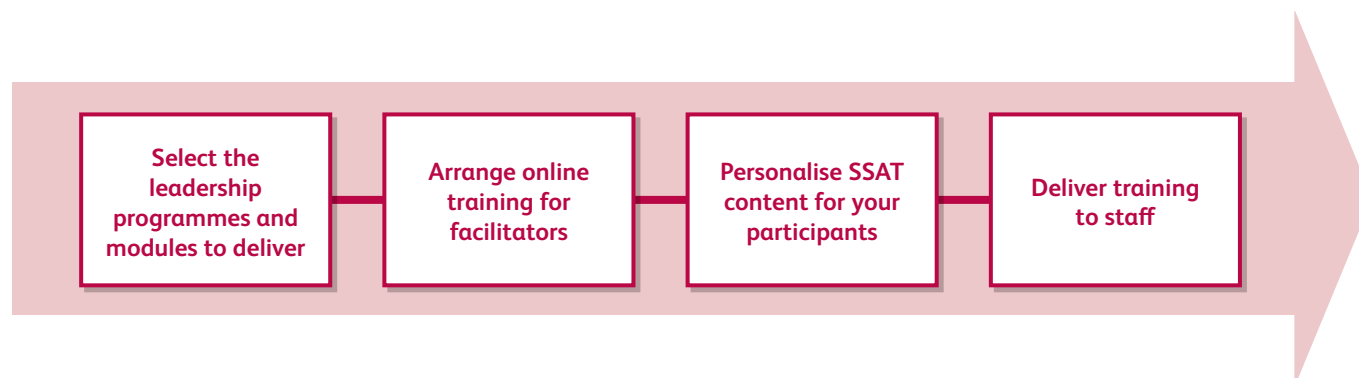 Select the
leadership
programmes and
modules to deliver
Arrange online
training for
facilitators
Personalise SSAT
content for your
participants
Deliver training
to staff